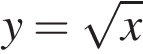 y = √x